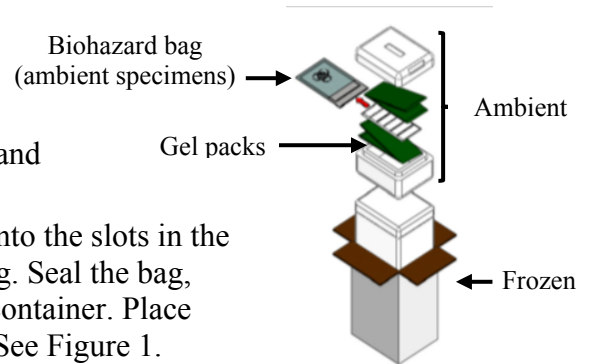 Biohazard bag
(ambient specimens)
Ambient
and
Gel packs
nto the slots in the
g. Seal the bag,
container. Place
See Figure 1.
Frozen